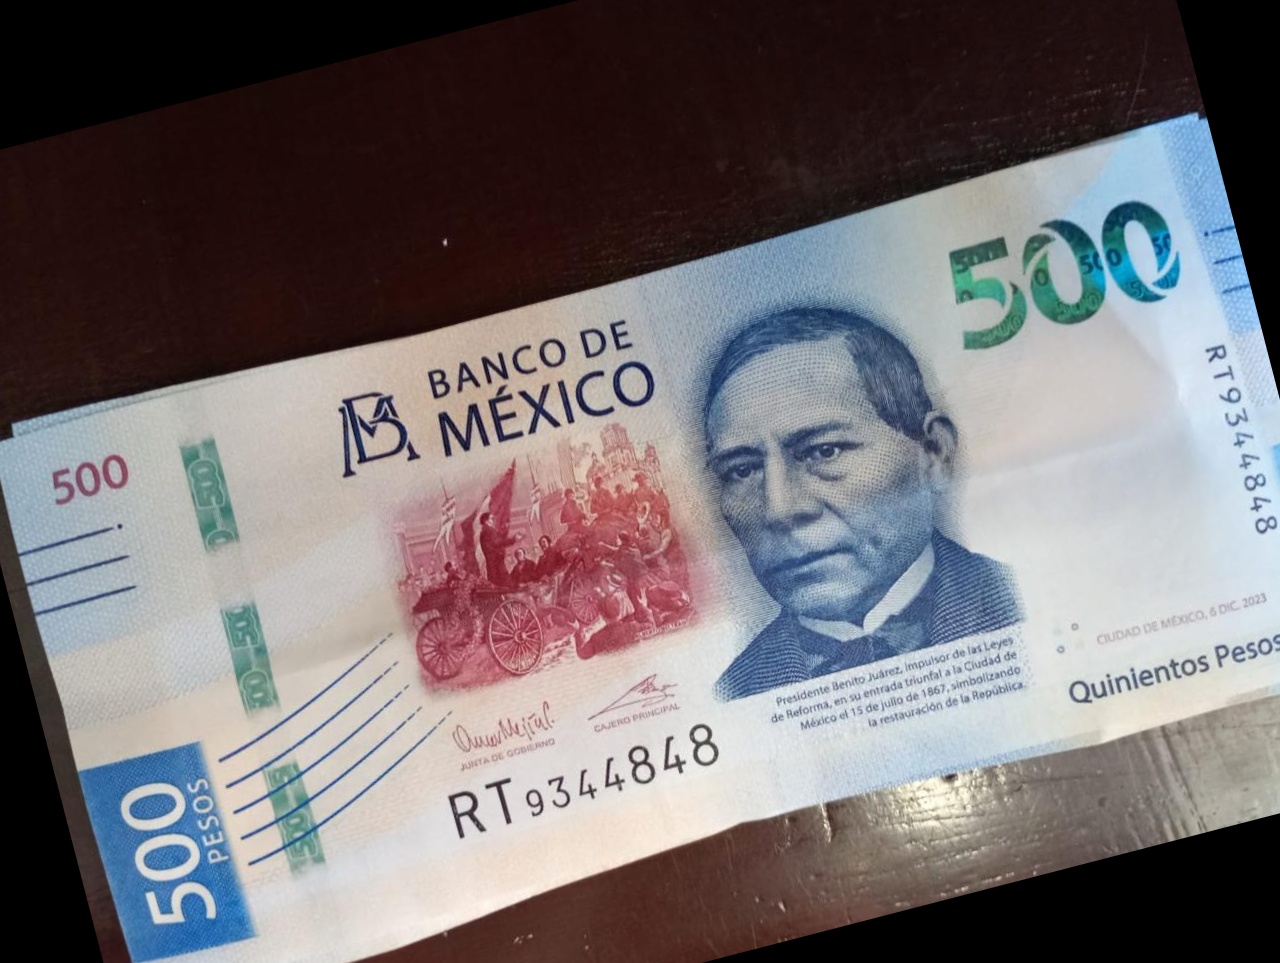 500
BANCO DE
MÉXICO
500
RT9344848
CIUDAD DE MÉXICO, 6 DIC. 2023
Quinientos Pesos
Presidente Benito Juárez, impulsor de las Leyes
de Reforma, en su entrada triunfal a la Ciudad de
México el 15 de julio de 1867, simbolizando
la restauración de la República.
JUNTA DE GOBIERNO
CAJERO PRINCIPAL
RT9344848
500
PESOS